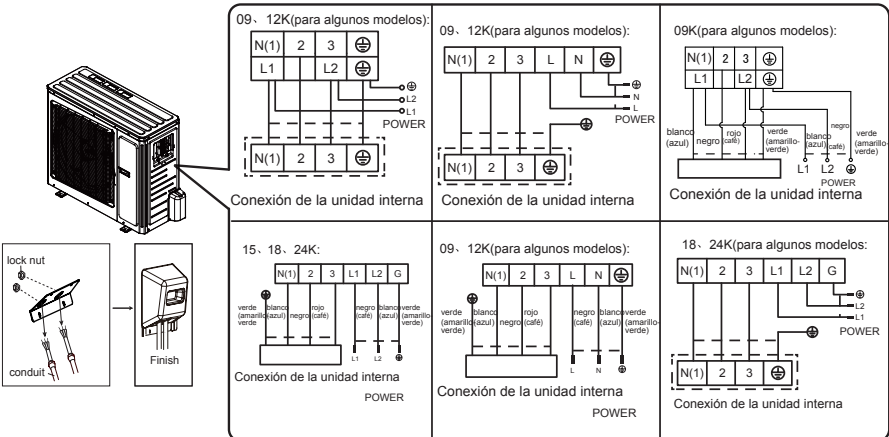 09、12K(para algunos modelos):
N(1) 2 3
L1 L2
L2
L1
POWER
N(1) 2 3
Conexión de la unidad interna
09、12K(para algunos modelos):
N(1) 2 3 L N
N
L
POWER
N(1) 2 3
Conexión de la unidad interna
09K(para algunos modelos):
N(1) 2 3
L1 L2
blanco (azul)
negro
rojo (café)
verde (amarillo-verde)
blanco (azul)
negro (café)
verde (amarillo-verde)
L1 L2
POWER
Conexión de la unidad interna
lock nut
conduit
Finish
15、18、24K:
N(1) 2 3 L1 L2 G
verde (amarillo verde
blanco (azul)
negro
rojo (café)
negro (café)
blanco (azul)
verde (amarillo-verde)
L1 L2
Conexión de la unidad interna
POWER
09、12K(para algunos modelos):
N(1) 2 3 L N
verde (amarillo verde)
blanco (azul)
negro
rojo (café)
negro (café)
blanco (azul)
verde (amarillo-verde)
L N
Conexión de la unidad interna
POWER
18、24K(para algunos modelos:
N(1) 2 3 L1 L2 G
L2
L1
POWER
N(1) 2 3
Conexión de la unidad interna